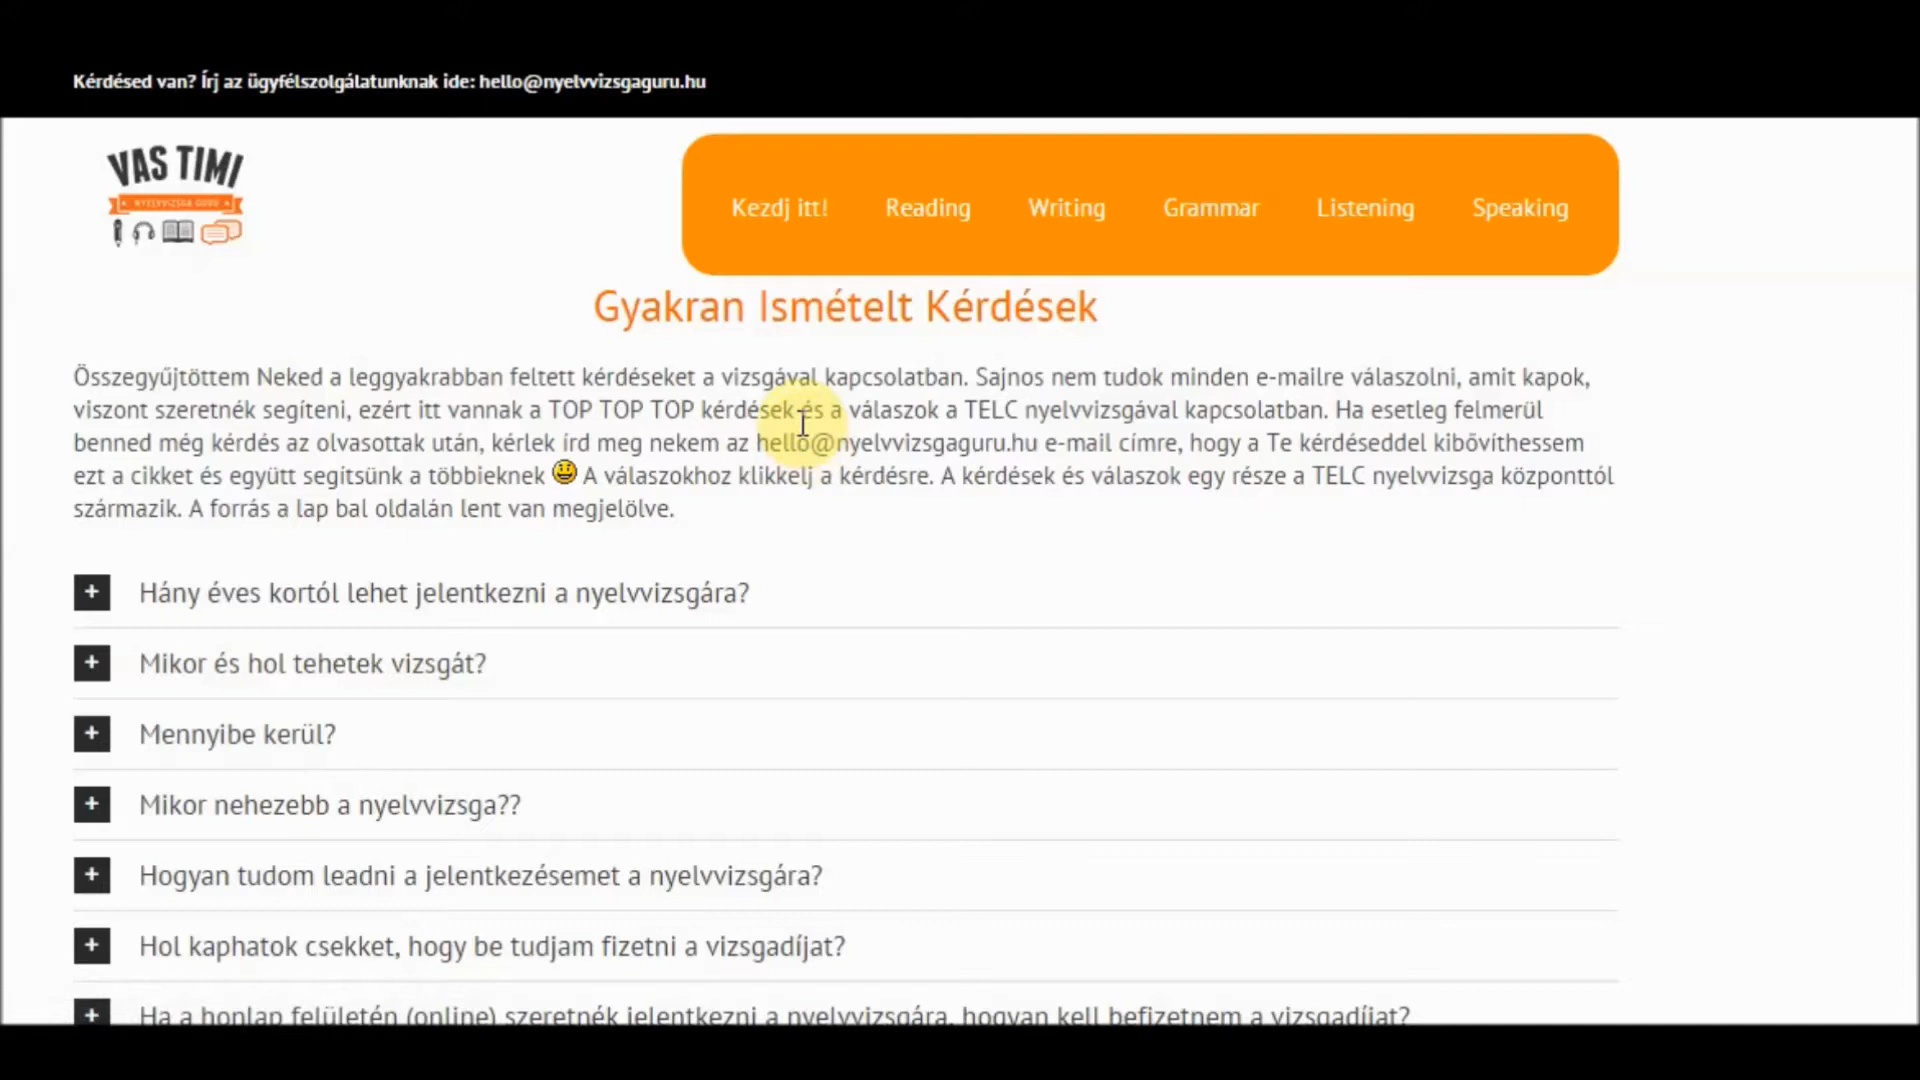 Kérdésed van? Írj az ügyfélszolgálatunknak ide: hello@nyelvvizsgaguru.hu
VAS TIMI
NYELVVIZSGA GURU
Kezdj itt!
Reading
Writing
Grammar
Listening
Speaking
Gyakran Ismételt Kérdések
Összegyűjtöttem Neked a leggyakrabban feltett kérdéseket a vizsgával kapcsolatban. Sajnos nem tudok minden e-mailre válaszolni, amit kapok,
viszont szeretnék segíteni, ezért itt vannak a TOP TOP TOP kérdések és a válaszok a TELC nyelvvizsgával kapcsolatban. Ha esetleg felmerül
benned még kérdés az olvasottak után, kérlek írd meg nekem az hello@nyelvvizsgaguru.hu e-mail címre, hogy a Te kérdéseddel kibővíthessem
ezt a cikket és együtt segítsünk a többieknek A válaszokhoz klikkelj a kérdésre. A kérdések és válaszok egy része a TELC nyelvvizsga központtól
származik. A forrás a lap bal oldalán lent van megjelölve.
+ Hány éves kortól lehet jelentkezni a nyelvvizsgára?
+ Mikor és hol tehetek vizsgát?
+ Mennyibe kerül?
+ Mikor nehezebb a nyelvvizsga??
+ Hogyan tudom leadni a jelentkezésemet a nyelvvizsgára?
+ Hol kaphatok csekket, hogy be tudjam fizetni a vizsgadíjat?
+ Ha a honlap felületén (online) szeretnék jelentkezni a nyelvvizsgára, hogyan kell befizetnem a vizsgadíjat?